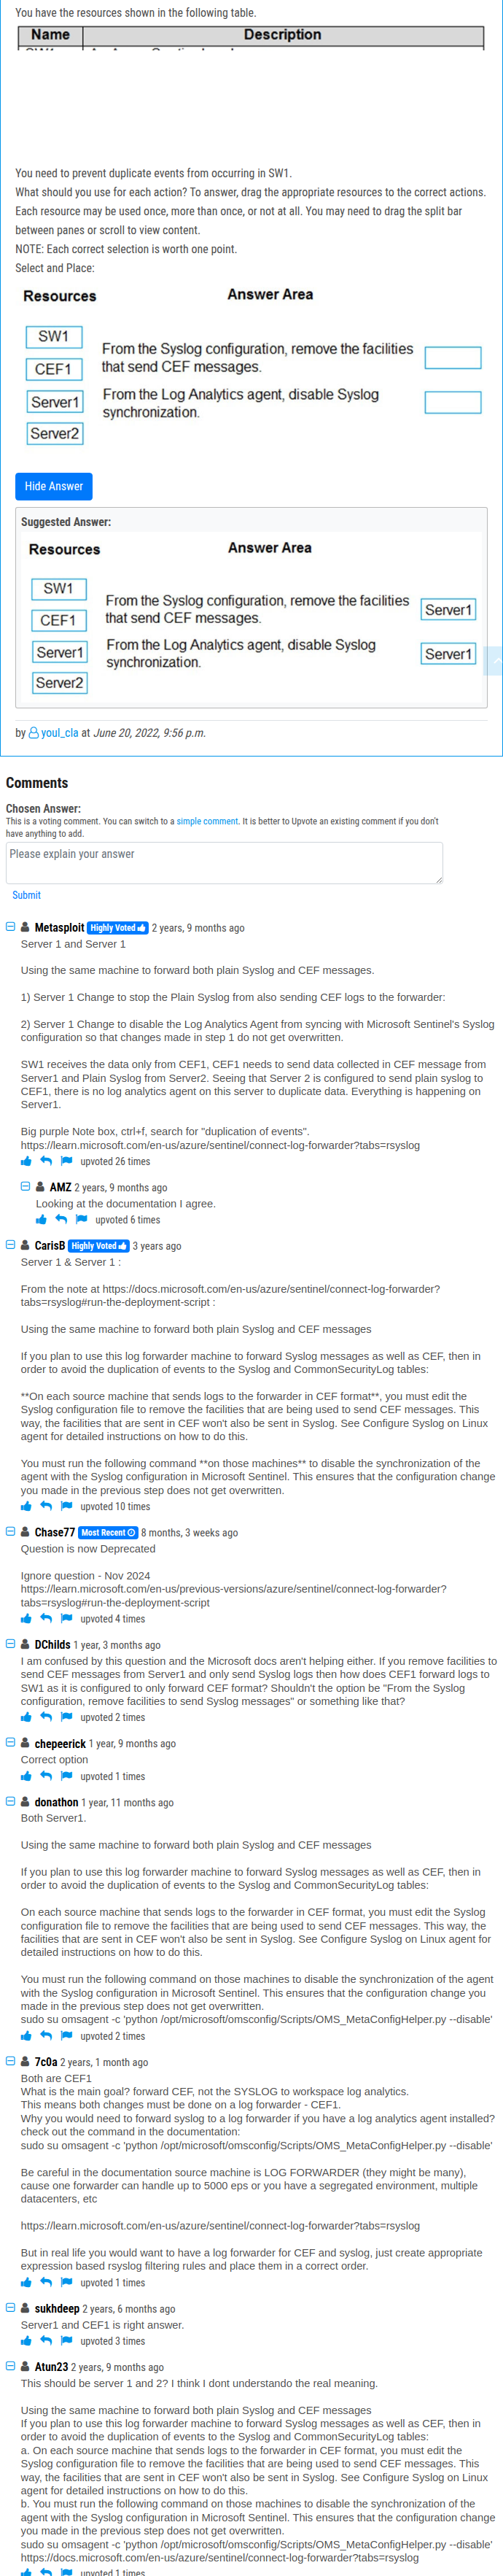 You have the resources shown in the following table.
Name Description
You need to prevent duplicate events from occurring in SW1.
What should you use for each action? To answer, drag the appropriate resources to the correct actions.
Each resource may be used once, more than once, or not at all. You may need to drag the split bar
between panes or scroll to view content.
NOTE: Each correct selection is worth one point.
Select and Place:
Resources Answer Area
SW1
CEF1
Server1
Server2
From the Syslog configuration, remove the facilities
that send CEF messages.
From the Log Analytics agent, disable Syslog
synchronization.
Hide Answer
Suggested Answer:
Resources Answer Area
SW1
CEF1
Server1
Server2
From the Syslog configuration, remove the facilities
that send CEF messages.
Server1
From the Log Analytics agent, disable Syslog
synchronization.
Server1
by youl_cla at June 20, 2022, 9:56 p.m.
Comments
Chosen Answer:
This is a voting comment. You can switch to a simple comment. It is better to Upvote an existing comment if you don't
have anything to add.
Please explain your answer
Submit
Metasploit Highly Voted 2 years, 9 months ago
Server 1 and Server 1
Using the same machine to forward both plain Syslog and CEF messages.
1) Server 1 Change to stop the Plain Syslog from also sending CEF logs to the forwarder:
2) Server 1 Change to disable the Log Analytics Agent from syncing with Microsoft Sentinel's Syslog
configuration so that changes made in step 1 do not get overwritten.
SW1 receives the data only from CEF1, CEF1 needs to send data collected in CEF message from
Server1 and Plain Syslog from Server2. Seeing that Server 2 is configured to send plain syslog to
CEF1, there is no log analytics agent on this server to duplicate data. Everything is happening on
Server1.
Big purple Note box, ctrl+f, search for "duplication of events".
https://learn.microsoft.com/en-us/azure/sentinel/connect-log-forwarder?tabs=rsyslog
upvoted 26 times
AMZ 2 years, 9 months ago
Looking at the documentation I agree.
upvoted 6 times
CarisB Highly Voted 3 years ago
Server 1 & Server 1 :
From the note at https://docs.microsoft.com/en-us/azure/sentinel/connect-log-forwarder?
tabs=rsyslog#run-the-deployment-script :
Using the same machine to forward both plain Syslog and CEF messages
If you plan to use this log forwarder machine to forward Syslog messages as well as CEF, then in
order to avoid the duplication of events to the Syslog and CommonSecurityLog tables:
**On each source machine that sends logs to the forwarder in CEF format**, you must edit the
Syslog configuration file to remove the facilities that are being used to send CEF messages. This
way, the facilities that are sent in CEF won't also be sent in Syslog. See Configure Syslog on Linux
agent for detailed instructions on how to do this.
You must run the following command **on those machines** to disable the synchronization of the
agent with the Syslog configuration in Microsoft Sentinel. This ensures that the configuration change
you made in the previous step does not get overwritten.
upvoted 10 times
Chase77 Most Recent 8 months, 3 weeks ago
Question is now Deprecated
Ignore question - Nov 2024
https://learn.microsoft.com/en-us/previous-versions/azure/sentinel/connect-log-forwarder?
tabs=rsyslog#run-the-deployment-script
upvoted 4 times
DChilds 1 year, 3 months ago
I am confused by this question and the Microsoft docs aren't helping either. If you remove facilities to
send CEF messages from Server1 and only send Syslog logs then how does CEF1 forward logs to
SW1 as it is configured to only forward CEF format? Shouldn't the option be "From the Syslog
configuration, remove facilities to send Syslog messages" or something like that?
upvoted 2 times
chepeerick 1 year, 9 months ago
Correct option
upvoted 1 times
donathon 1 year, 11 months ago
Both Server1.
Using the same machine to forward both plain Syslog and CEF messages
If you plan to use this log forwarder machine to forward Syslog messages as well as CEF, then in
order to avoid the duplication of events to the Syslog and CommonSecurityLog tables:
On each source machine that sends logs to the forwarder in CEF format, you must edit the Syslog
configuration file to remove the facilities that are being used to send CEF messages. This way, the
facilities that are sent in CEF won't also be sent in Syslog. See Configure Syslog on Linux agent for
detailed instructions on how to do this.
You must run the following command on those machines to disable the synchronization of the agent
with the Syslog configuration in Microsoft Sentinel. This ensures that the configuration change you
made in the previous step does not get overwritten.
sudo su omsagent -c 'python /opt/microsoft/omsconfig/Scripts/OMS_MetaConfigHelper.py --disable'
upvoted 2 times
7c0a 2 years, 1 month ago
Both are CEF1
What is the main goal? forward CEF, not the SYSLOG to workspace log analytics.
This means both changes must be done on a log forwarder - CEF1.
Why you would need to forward syslog to a log forwarder if you have a log analytics agent installed?
check out the command in the documentation:
sudo su omsagent -c 'python /opt/microsoft/omsconfig/Scripts/OMS_MetaConfigHelper.py --disable'
Be careful in the documentation source machine is LOG FORWARDER (they might be many),
cause one forwarder can handle up to 5000 eps or you have a segregated environment, multiple
datacenters, etc
https://learn.microsoft.com/en-us/azure/sentinel/connect-log-forwarder?tabs=rsyslog
But in real life you would want to have a log forwarder for CEF and syslog, just create appropriate
expression based rsyslog filtering rules and place them in a correct order.
upvoted 1 times
sukhdeep 2 years, 6 months ago
Server1 and CEF1 is right answer.
upvoted 3 times
Atun23 2 years, 9 months ago
This should be server 1 and 2? I think I dont understando the real meaning.
Using the same machine to forward both plain Syslog and CEF messages
If you plan to use this log forwarder machine to forward Syslog messages as well as CEF, then in
order to avoid the duplication of events to the Syslog and CommonSecurityLog tables:
a. On each source machine that sends logs to the forwarder in CEF format, you must edit the
Syslog configuration file to remove the facilities that are being used to send CEF messages. This
way, the facilities that are sent in CEF won't also be sent in Syslog. See Configure Syslog on Linux
agent for detailed instructions on how to do this.
b. You must run the following command on those machines to disable the synchronization of the
agent with the Syslog configuration in Microsoft Sentinel. This ensures that the configuration change
you made in the previous step does not get overwritten.
sudo su omsagent -c 'python /opt/microsoft/omsconfig/Scripts/OMS_MetaConfigHelper.py --disable'
https://docs.microsoft.com/en-us/azure/sentinel/connect-log-forwarder?tabs=rsyslog
upvoted 1 times